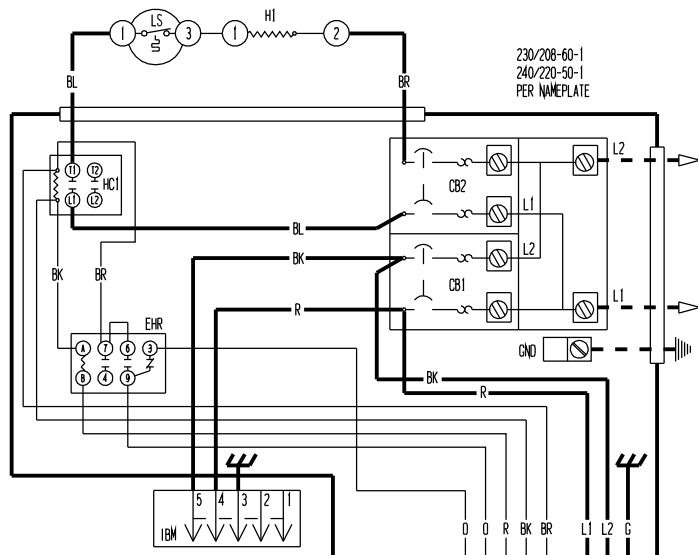 LS
H1
1
3
1
2
BL
BR
230/208-60-1
240/220-50-1
PER NAMEPLATE
T1
T2
HC1
L1
L2
CB2
L2
L1
BL
BK
L2
CB1
L1
BK
BR
R
EHR
A
7
6
3
B
4
9
GND
BK
R
5
4
3
2
1
IBM
O
R
BK
BR
L1
L2
G